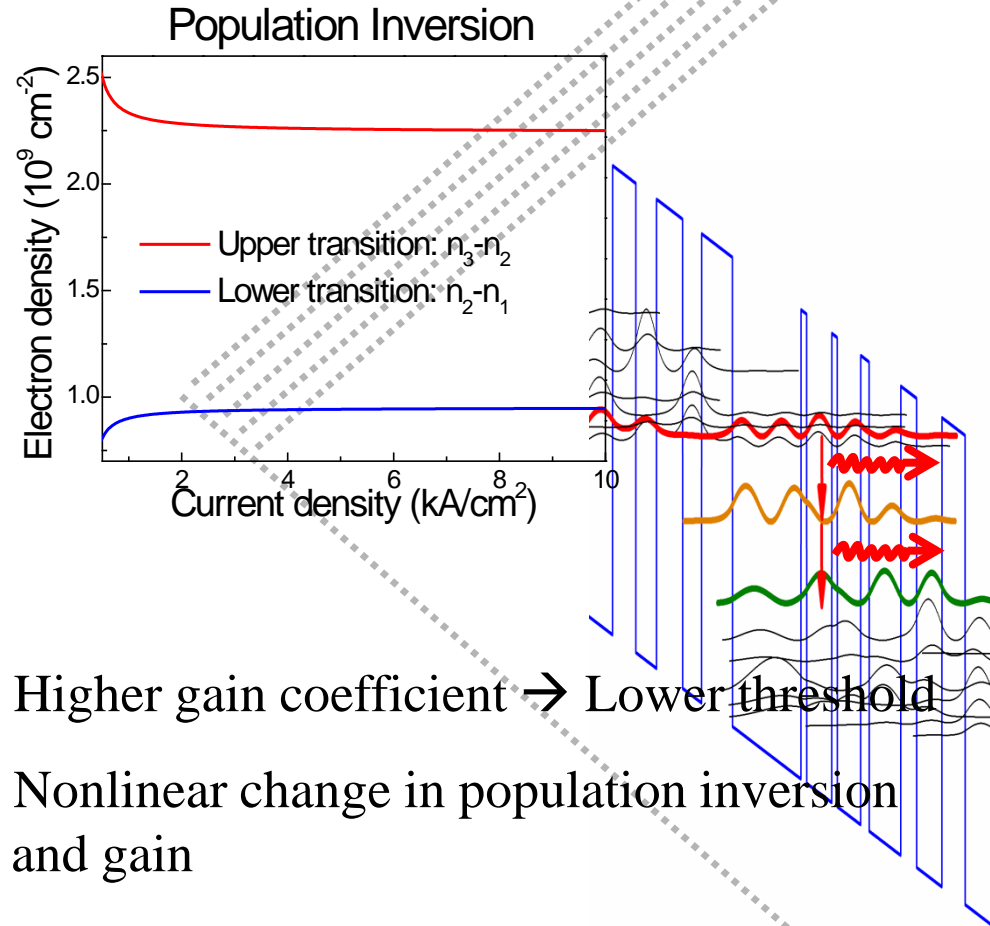 Population Inversion
Electron density (10⁹ cm⁻²)
2.5
2.0
1.5
1.0
Upper transition: n₃-n₂
Lower transition: n₂-n₁
2 4 6 8 10
Current density (kA/cm²)
Higher gain coefficient → Lower threshold
Nonlinear change in population inversion
and gain